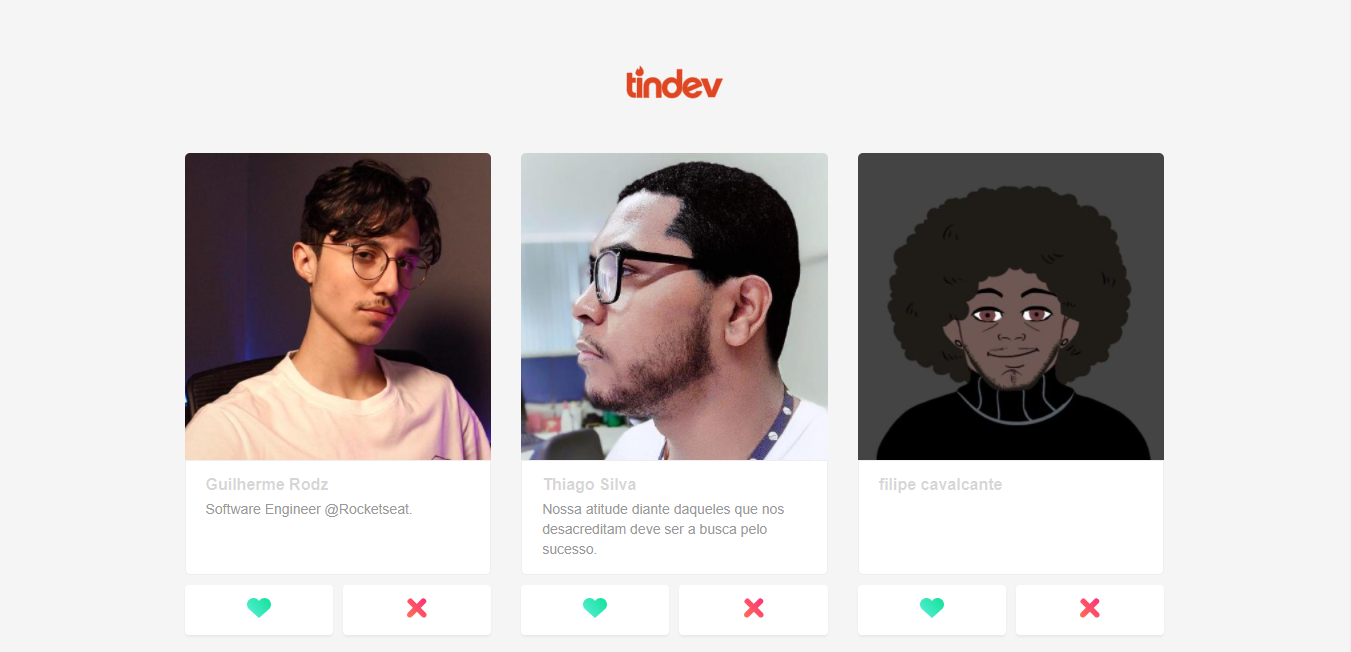 tindev
Guilherme Rodz
Software Engineer @Rocketseat.
Thiago Silva
Nossa atitude diante daqueles que nos
desacreditam deve ser a busca pelo
sucesso.
filipe cavalcante